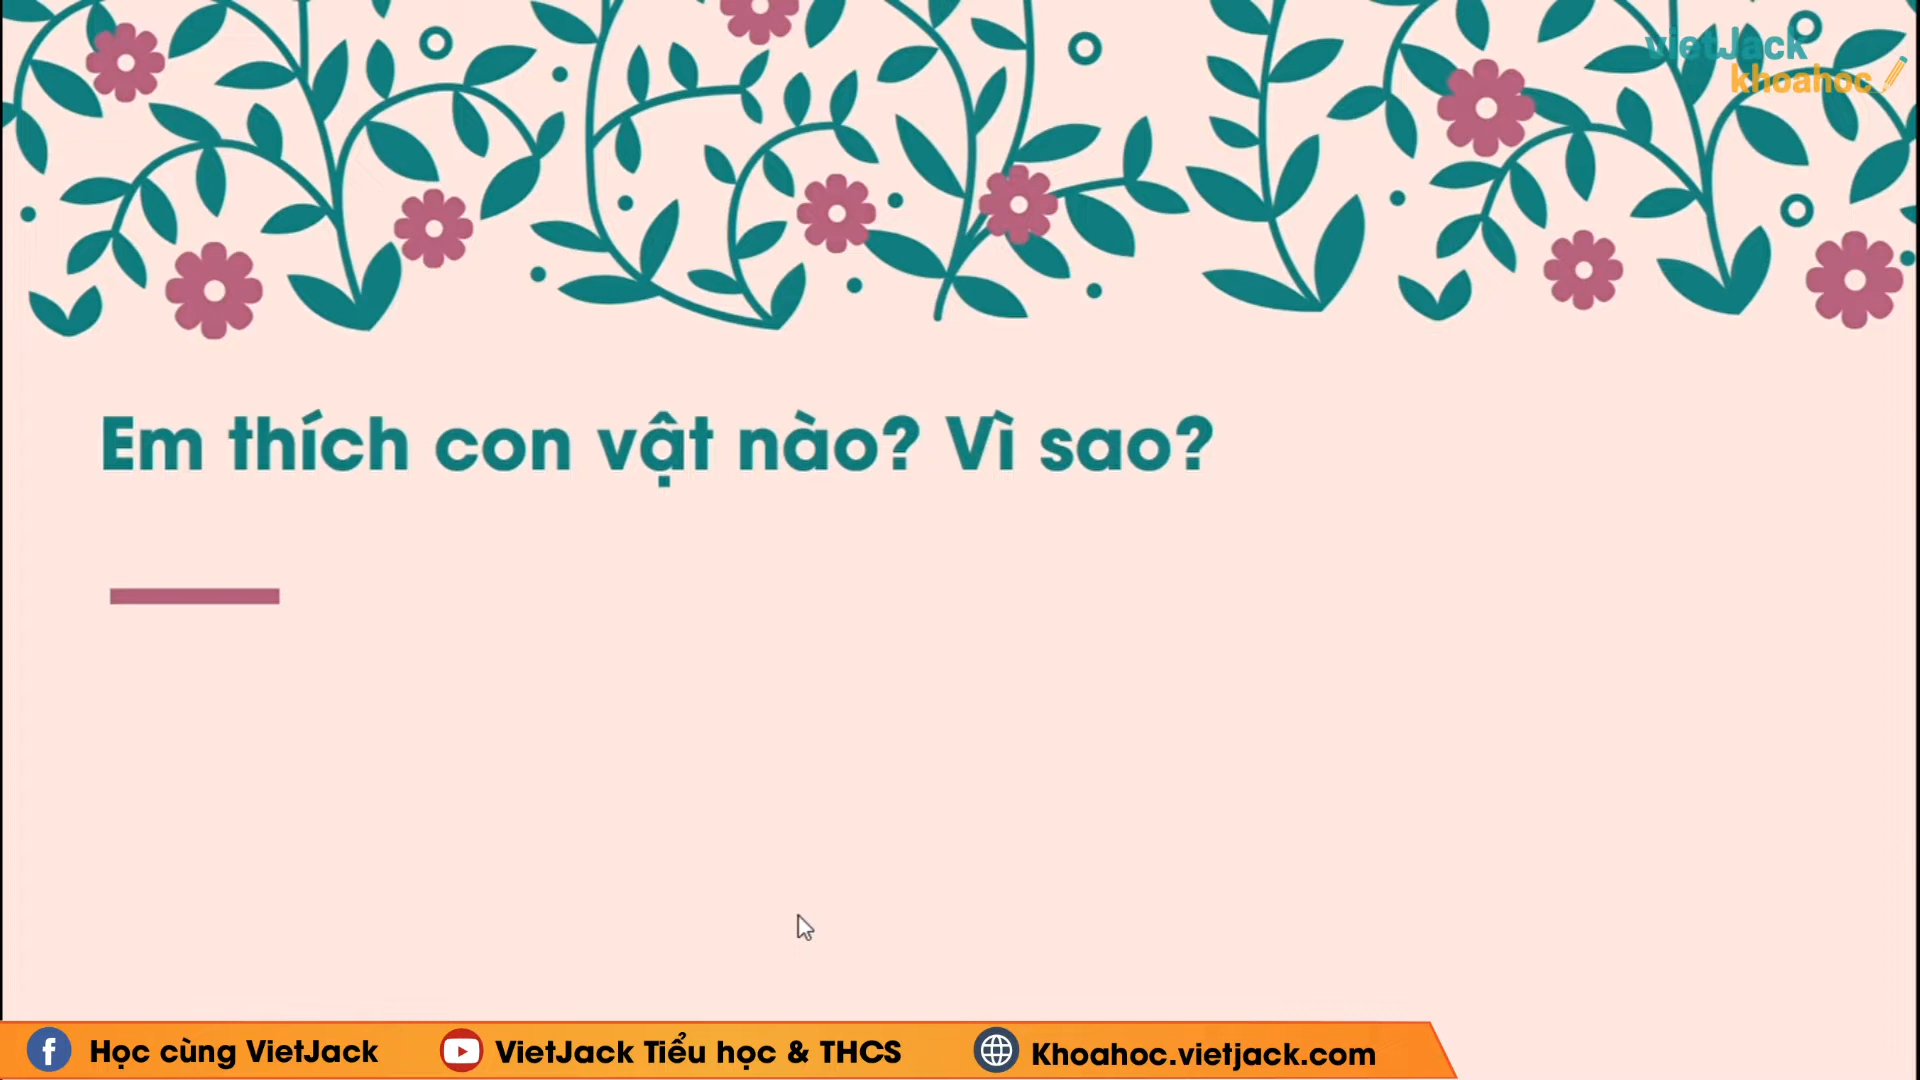 vietJack
khoahoc
Em thích con vật nào? Vì sao?
Học cùng VietJack
VietJack Tiểu học & THCS
Khoahoc.vietjack.com